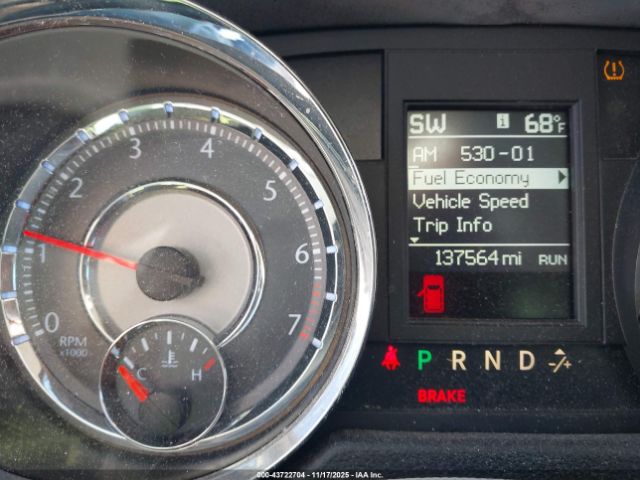 SW i 68°F
AM 530-01
Fuel Economy
Vehicle Speed
Trip Info
137564 mi RUN
P R N D -/+
BRAKE
0 1 2 3 4 5 6 7
RPM
x1000
C H
000-43722704 - 11/17/2025 - IAA Inc.